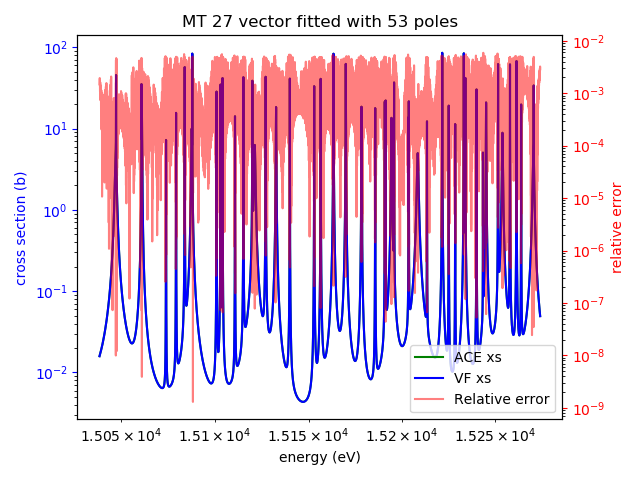 MT 27 vector fitted with 53 poles
10²
10¹
10⁰
10⁻¹
10⁻²
cross section (b)
10⁻²
10⁻³
10⁻⁴
10⁻⁵
10⁻⁶
10⁻⁷
10⁻⁸
10⁻⁹
relative error
ACE xs
VF xs
Relative error
1.505 × 10⁴ 1.51 × 10⁴ 1.515 × 10⁴ 1.52 × 10⁴ 1.525 × 10⁴
energy (eV)